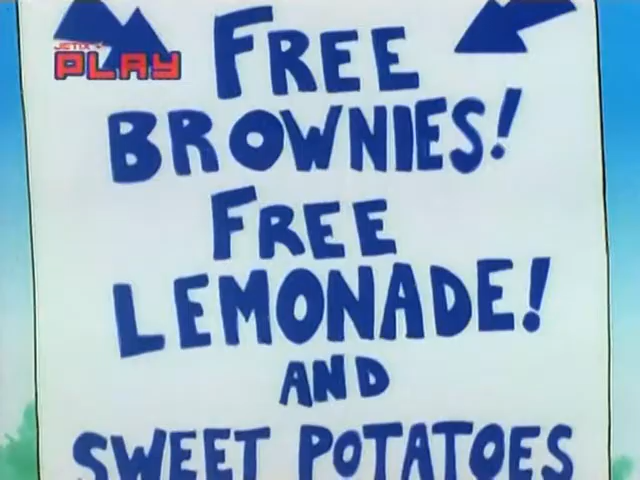 JETIX
PLAY
FREE
BROWNIES!
FREE
LEMONADE!
AND
SWEET POTATOES